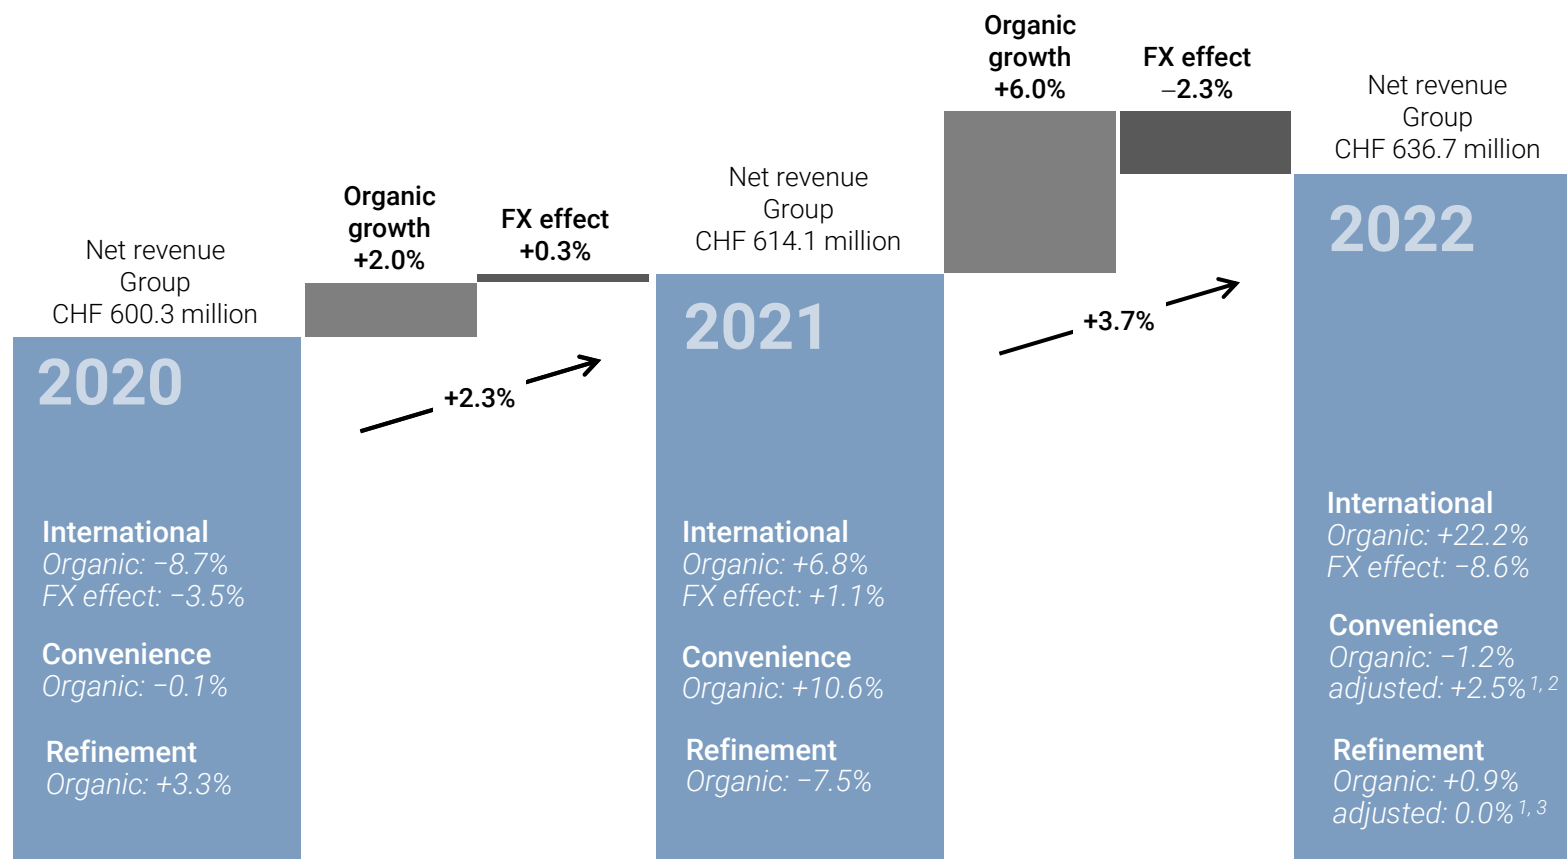 Net revenue
Group
CHF 600.3 million
2020
International
Organic: −8.7%
FX effect: −3.5%
Convenience
Organic: −0.1%
Refinement
Organic: +3.3%
Organic
growth
+2.0%
FX effect
+0.3%
+2.3%
Net revenue
Group
CHF 614.1 million
2021
International
Organic: +6.8%
FX effect: +1.1%
Convenience
Organic: +10.6%
Refinement
Organic: −7.5%
Organic
growth
+6.0%
FX effect
−2.3%
+3.7%
Net revenue
Group
CHF 636.7 million
2022
International
Organic: +22.2%
FX effect: −8.6%
Convenience
Organic: −1.2%
adjusted: +2.5% 1, 2
Refinement
Organic: +0.9%
adjusted: 0.0% 1, 3